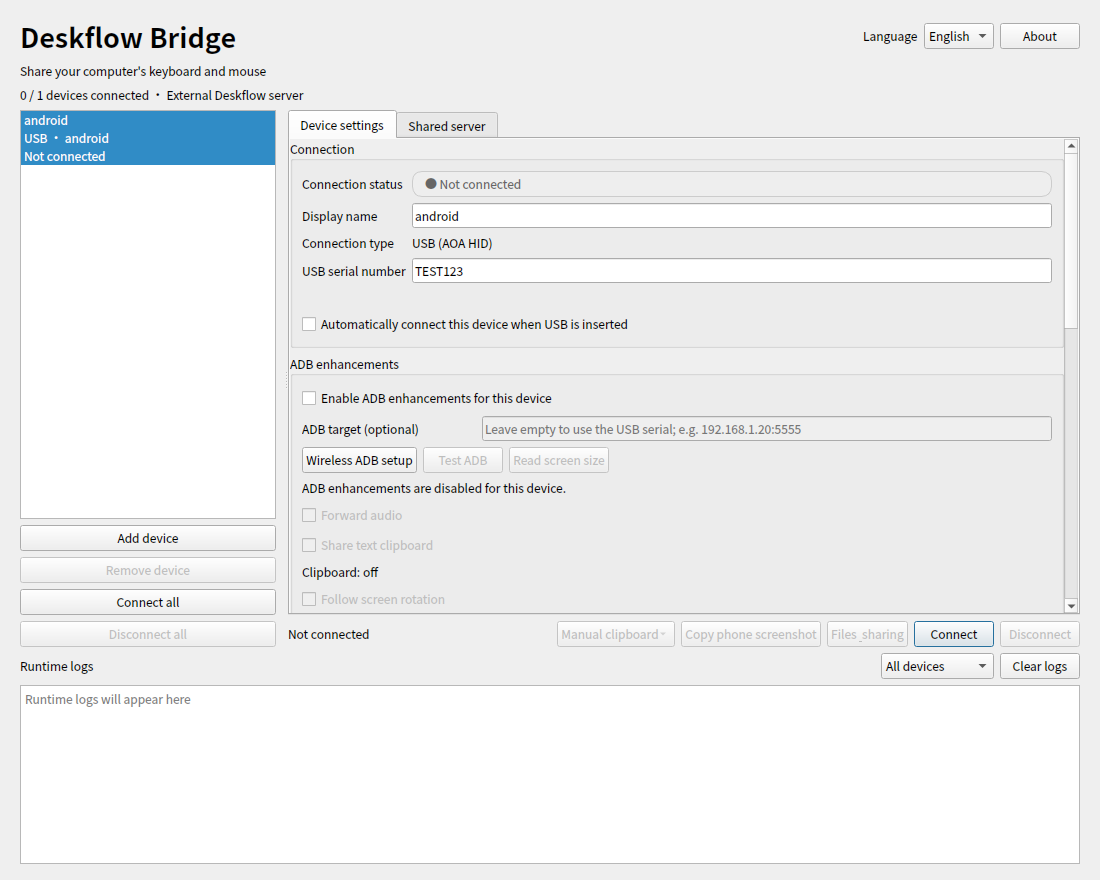 Deskflow Bridge
Language English About
Share your computer's keyboard and mouse
0 / 1 devices connected • External Deskflow server
android
USB • android
Not connected
Add device
Remove device
Connect all
Disconnect all
Device settings Shared server
Connection
Connection status Not connected
Display name android
Connection type USB (AOA HID)
USB serial number TEST123
Automatically connect this device when USB is inserted
ADB enhancements
Enable ADB enhancements for this device
ADB target (optional) Leave empty to use the USB serial; e.g. 192.168.1.20:5555
Wireless ADB setup Test ADB Read screen size
ADB enhancements are disabled for this device.
Forward audio
Share text clipboard
Clipboard: off
Follow screen rotation
Not connected Manual clipboard Copy phone screenshot Files_sharing Connect Disconnect
Runtime logs All devices Clear logs
Runtime logs will appear here